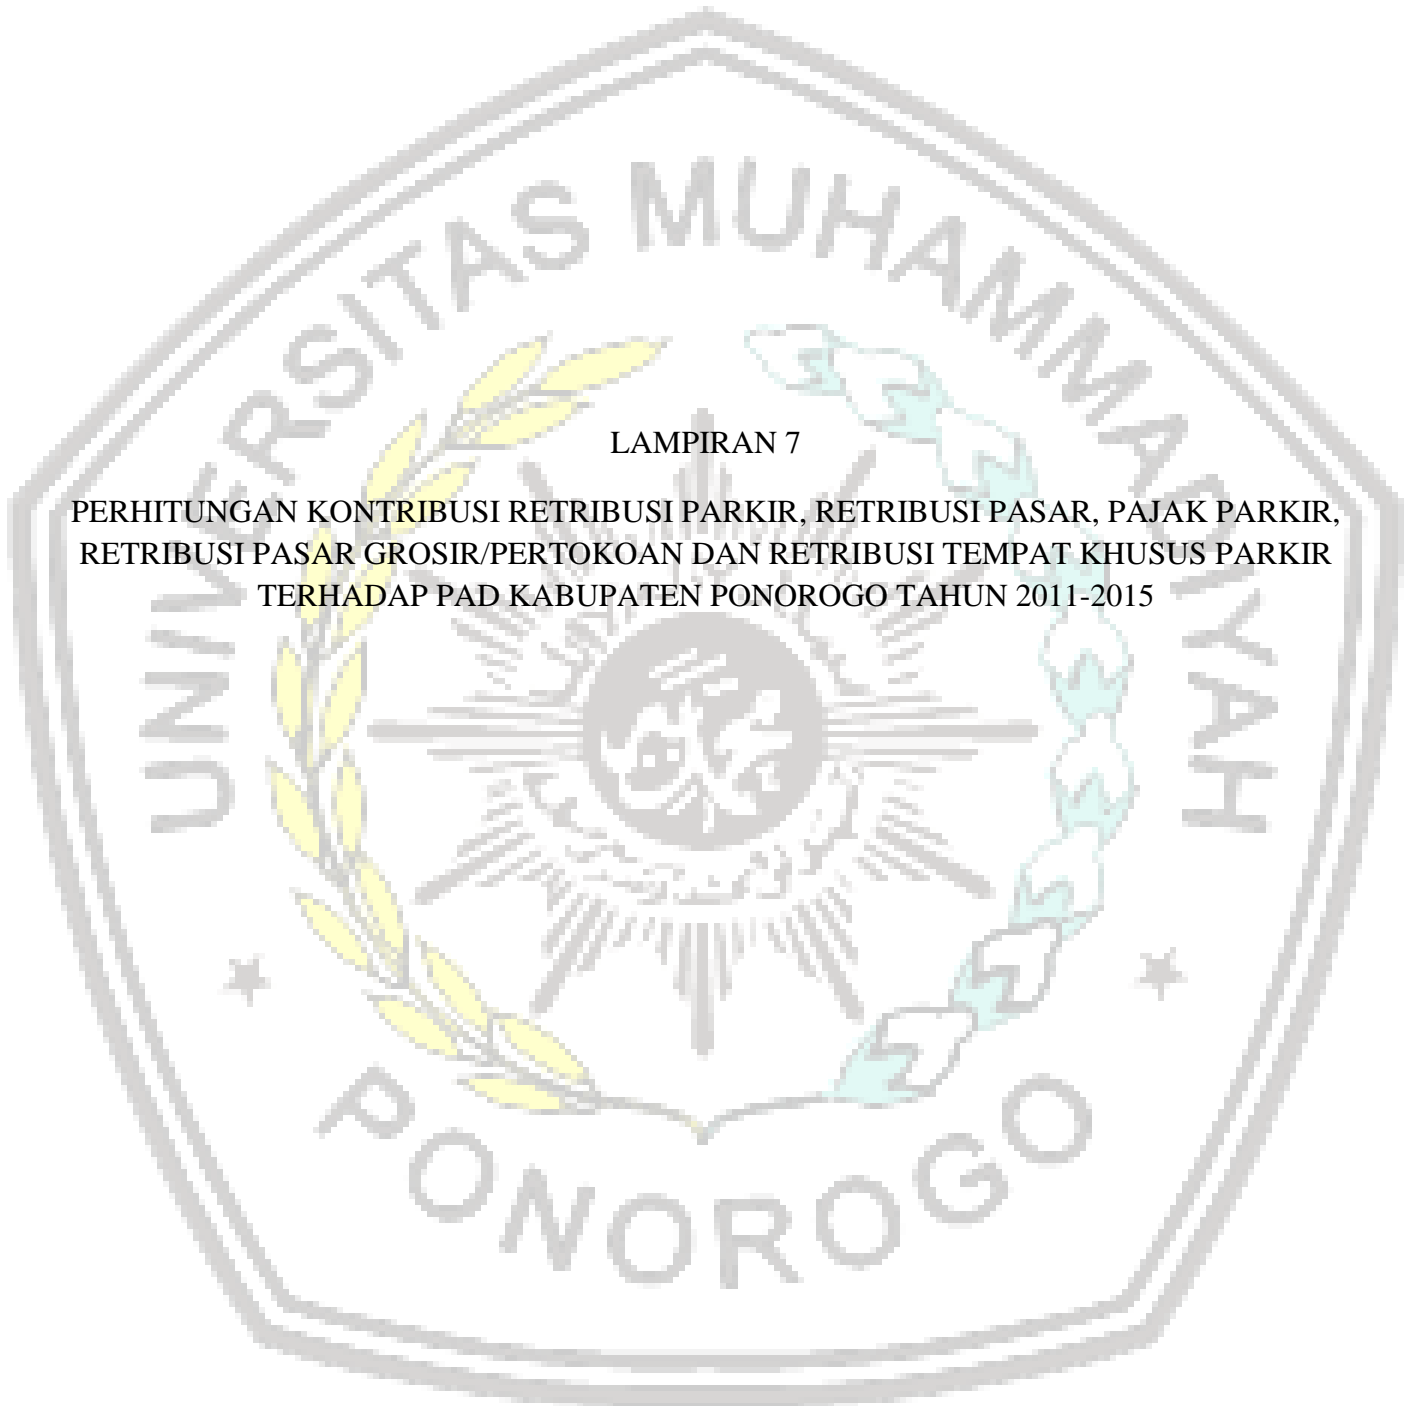 UNIVERSITAS MUHAMMADIYAH
LAMPIRAN 7
PERHITUNGAN KONTRIBUSI RETRIBUSI PARKIR, RETRIBUSI PASAR, PAJAK PARKIR,
RETRIBUSI PASAR GROSIR/PERTOKOAN DAN RETRIBUSI TEMPAT KHUSUS PARKIR
TERHADAP PAD KABUPATEN PONOROGO TAHUN 2011-2015
PONOROGO